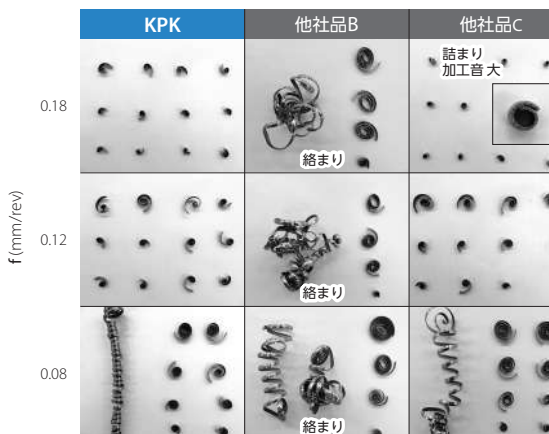 KPK
他社品B
他社品C
0.18
絡まり
詰まり
加工音 大
f (mm/rev)
0.12
絡まり
0.08
絡まり